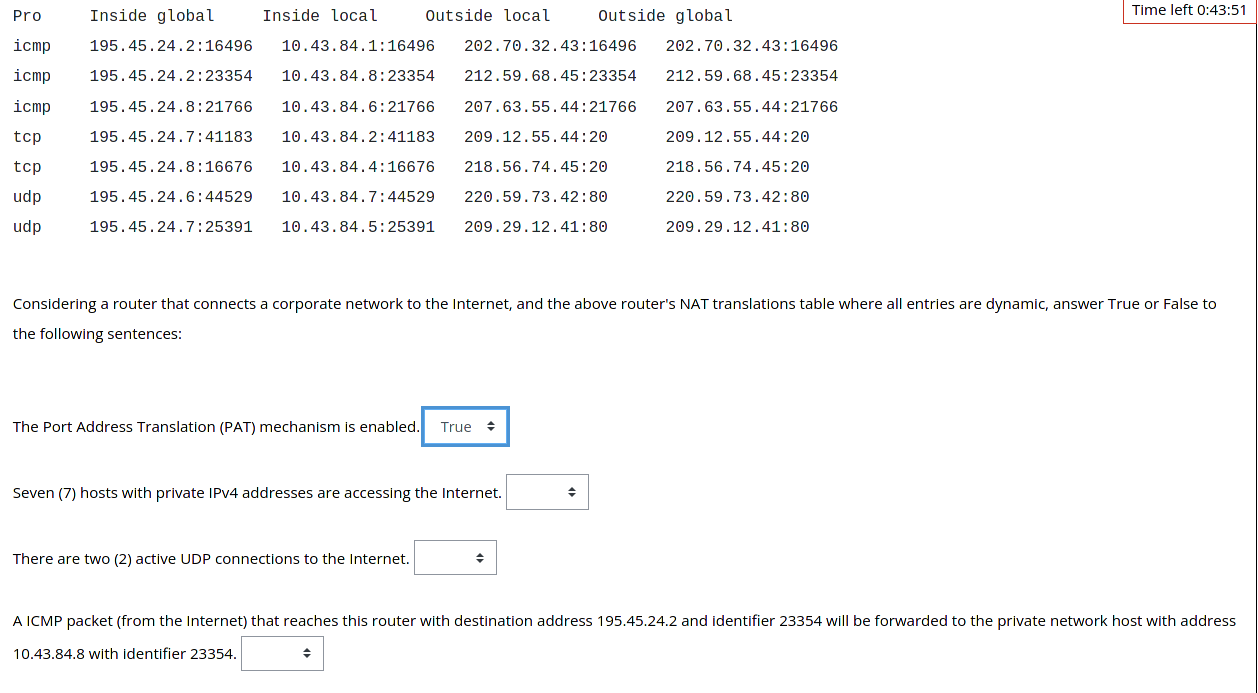 Time left 0:43:51
Pro Inside global Inside local Outside local Outside global
icmp 195.45.24.2:16496 10.43.84.1:16496 202.70.32.43:16496 202.70.32.43:16496
icmp 195.45.24.2:23354 10.43.84.8:23354 212.59.68.45:23354 212.59.68.45:23354
icmp 195.45.24.8:21766 10.43.84.6:21766 207.63.55.44:21766 207.63.55.44:21766
tcp 195.45.24.7:41183 10.43.84.2:41183 209.12.55.44:20 209.12.55.44:20
tcp 195.45.24.8:16676 10.43.84.4:16676 218.56.74.45:20 218.56.74.45:20
udp 195.45.24.6:44529 10.43.84.7:44529 220.59.73.42:80 220.59.73.42:80
udp 195.45.24.7:25391 10.43.84.5:25391 209.29.12.41:80 209.29.12.41:80
Considering a router that connects a corporate network to the Internet, and the above router's NAT translations table where all entries are dynamic, answer True or False to
the following sentences:
The Port Address Translation (PAT) mechanism is enabled. True
Seven (7) hosts with private IPv4 addresses are accessing the Internet.
There are two (2) active UDP connections to the Internet.
A ICMP packet (from the Internet) that reaches this router with destination address 195.45.24.2 and identifier 23354 will be forwarded to the private network host with address
10.43.84.8 with identifier 23354.